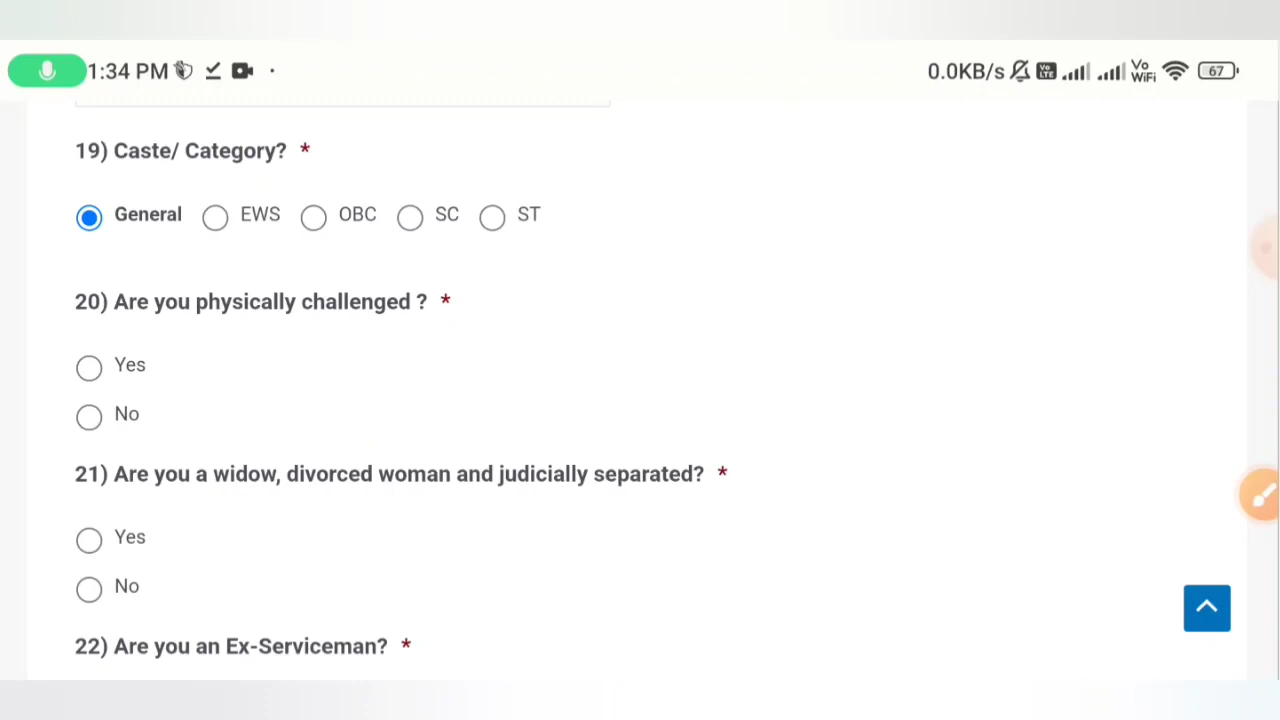 1:34 PM 0.0KB/s Vo LTE Vo WiFi 67
19) Caste/ Category? *
General EWS OBC SC ST
20) Are you physically challenged ? *
Yes
No
21) Are you a widow, divorced woman and judicially separated? *
Yes
No
22) Are you an Ex-Serviceman? *